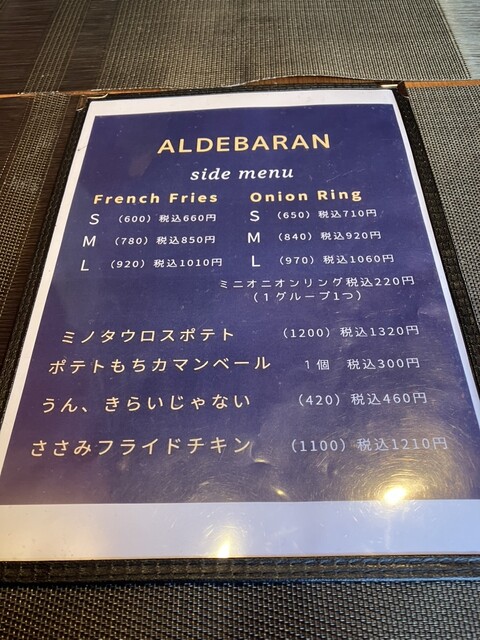 ALDEBARAN
side menu
French Fries
S (600) 税込660円
M (780) 税込850円
L (920) 税込1010円
Onion Ring
S (650) 税込710円
M (840) 税込920円
L (970) 税込1060円
ミニオニオンリング税込220円
(1グループ1つ)
ミノタウロスポテト (1200) 税込1320円
ポテトもちカマンベール 1個 税込300円
うん、きらいじゃない (420) 税込460円
ささみフライドチキン (1100) 税込1210円